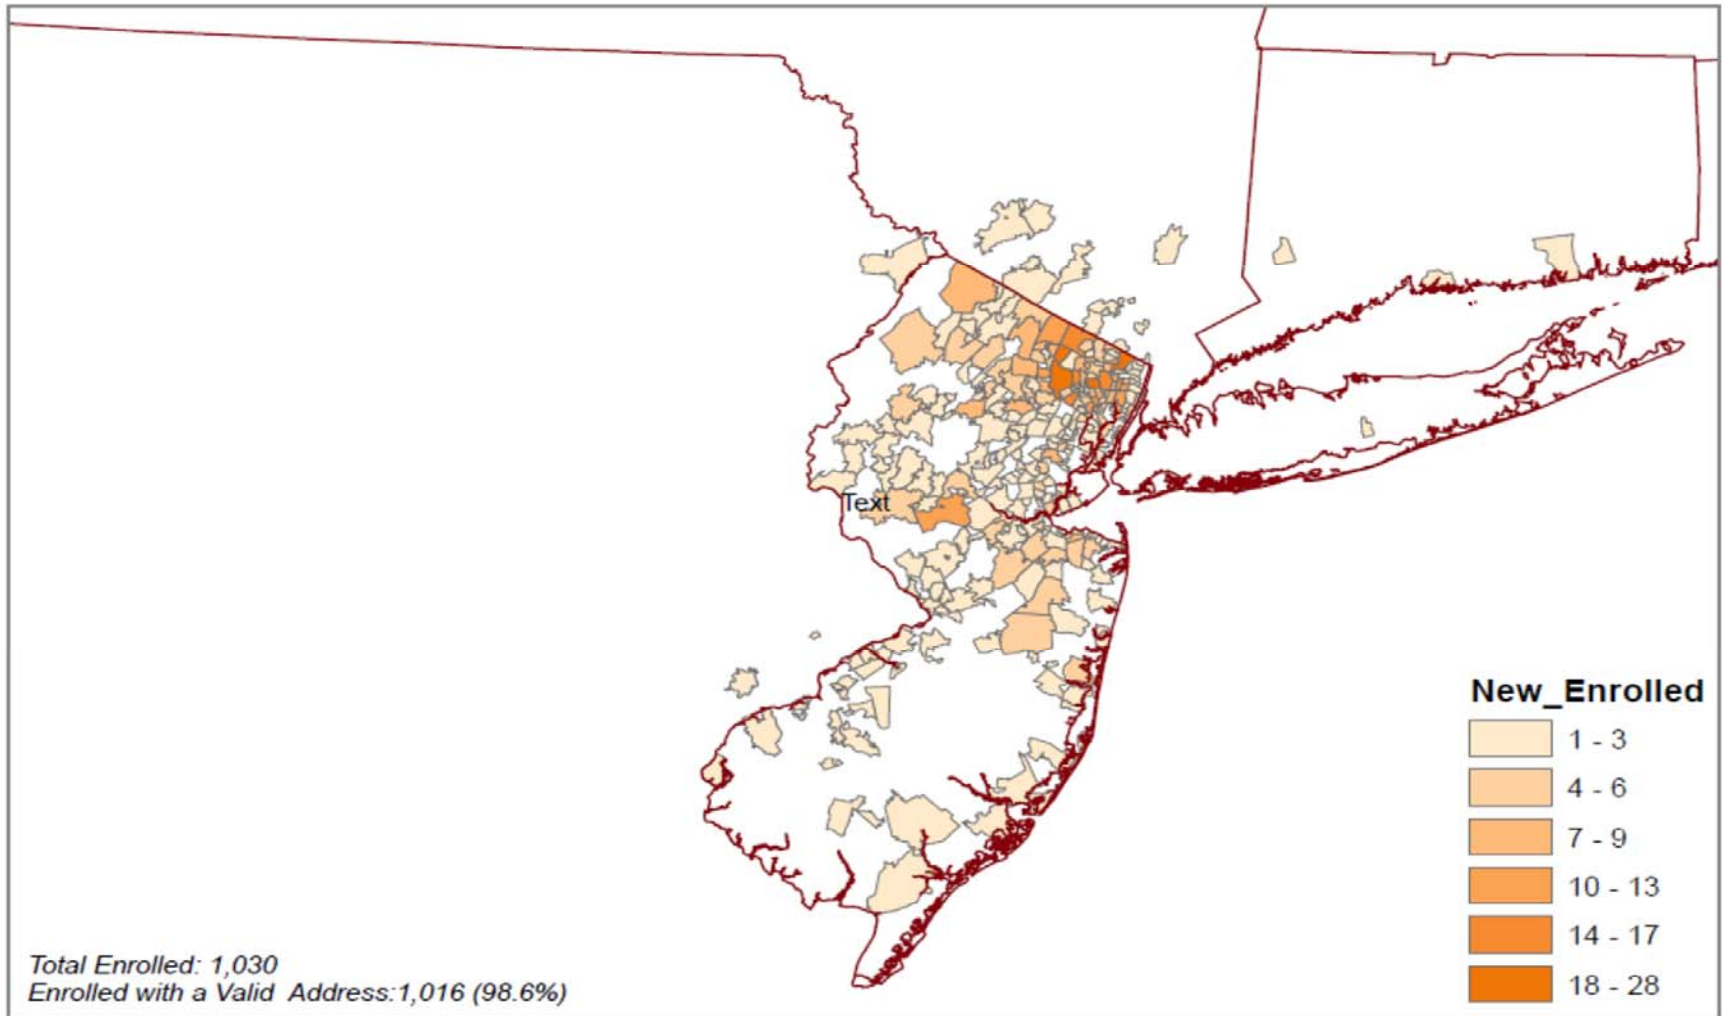 Text
New_Enrolled
1 - 3
4 - 6
7 - 9
10 - 13
14 - 17
18 - 28
Total Enrolled: 1,030
Enrolled with a Valid Address:1,016 (98.6%)